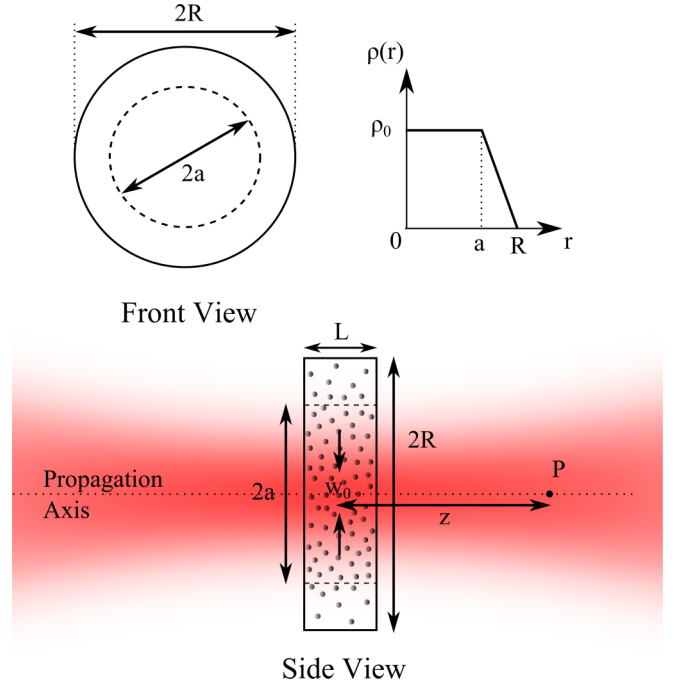 2R
2a
Front View
ρ(r)
ρ₀
0
a
R
r
L
2R
2a
w₀
Propagation
Axis
P
z
Side View